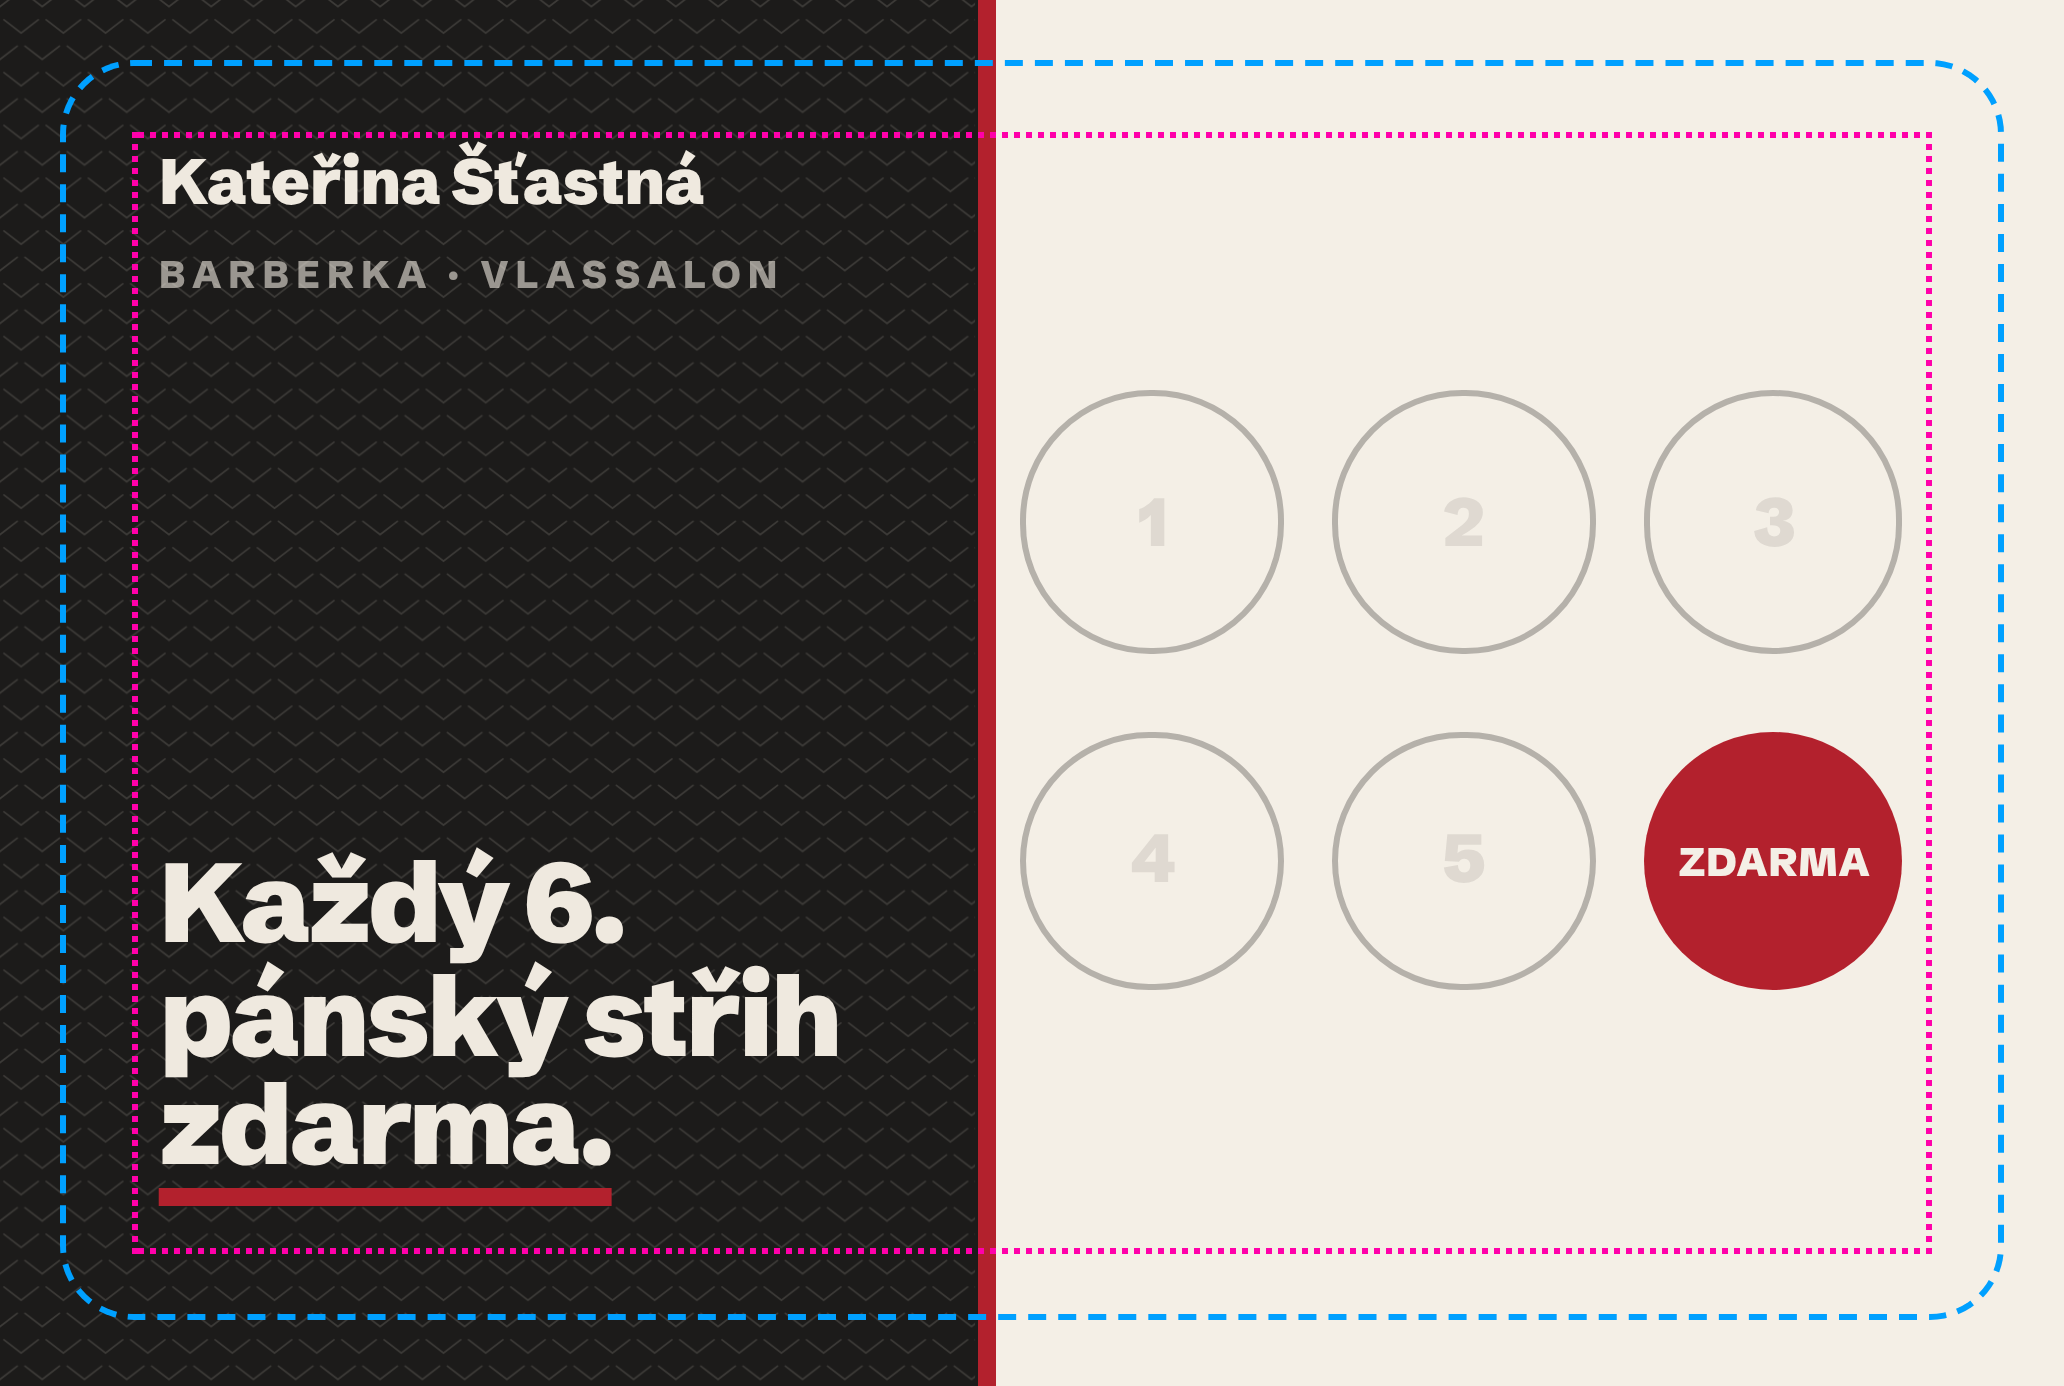 Kateřina Šťastná
BARBERKA · VLASSALON
Každý 6.
pánský střih
zdarma.
1 2 3
4 5 ZDARMA